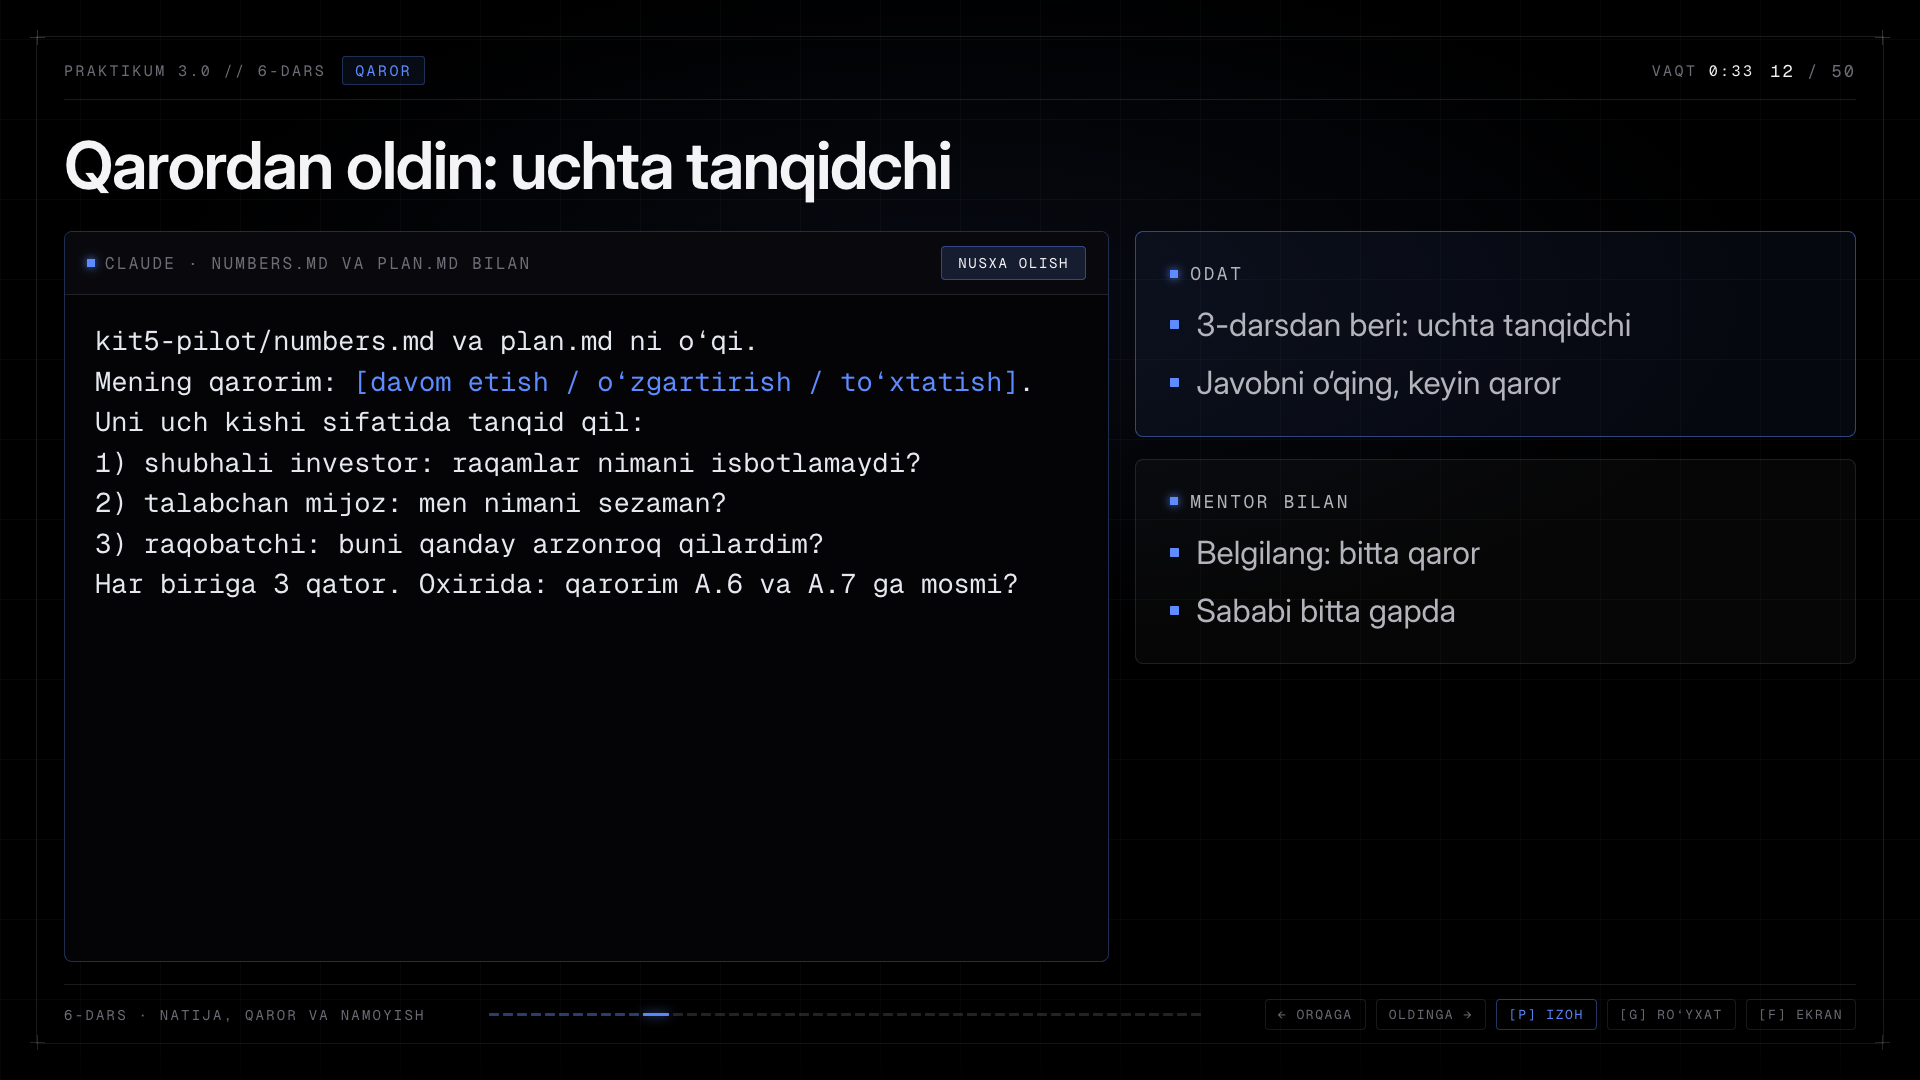 PRAKTIKUM 3.0 // 6-DARS QAROR
VAQT 0:33 12 / 50
Qarordan oldin: uchta tanqidchi
CLAUDE · NUMBERS.MD VA PLAN.MD BILAN
NUSXA OLISH
kit5-pilot/numbers.md va plan.md ni o‘qi.
Mening qarorim: [davom etish / o‘zgartirish / to‘xtatish].
Uni uch kishi sifatida tanqid qil:
1) shubhali investor: raqamlar nimani isbotlamaydi?
2) talabchan mijoz: men nimani sezaman?
3) raqobatchi: buni qanday arzonroq qilardim?
Har biriga 3 qator. Oxirida: qarorim A.6 va A.7 ga mosmi?
ODAT
3-darsdan beri: uchta tanqidchi
Javobni o‘qing, keyin qaror
MENTOR BILAN
Belgilang: bitta qaror
Sababi bitta gapda
6-DARS · NATIJA, QAROR VA NAMOYISH
← ORQAGA
OLDINGA →
[P] IZOH
[G] RO‘YXAT
[F] EKRAN